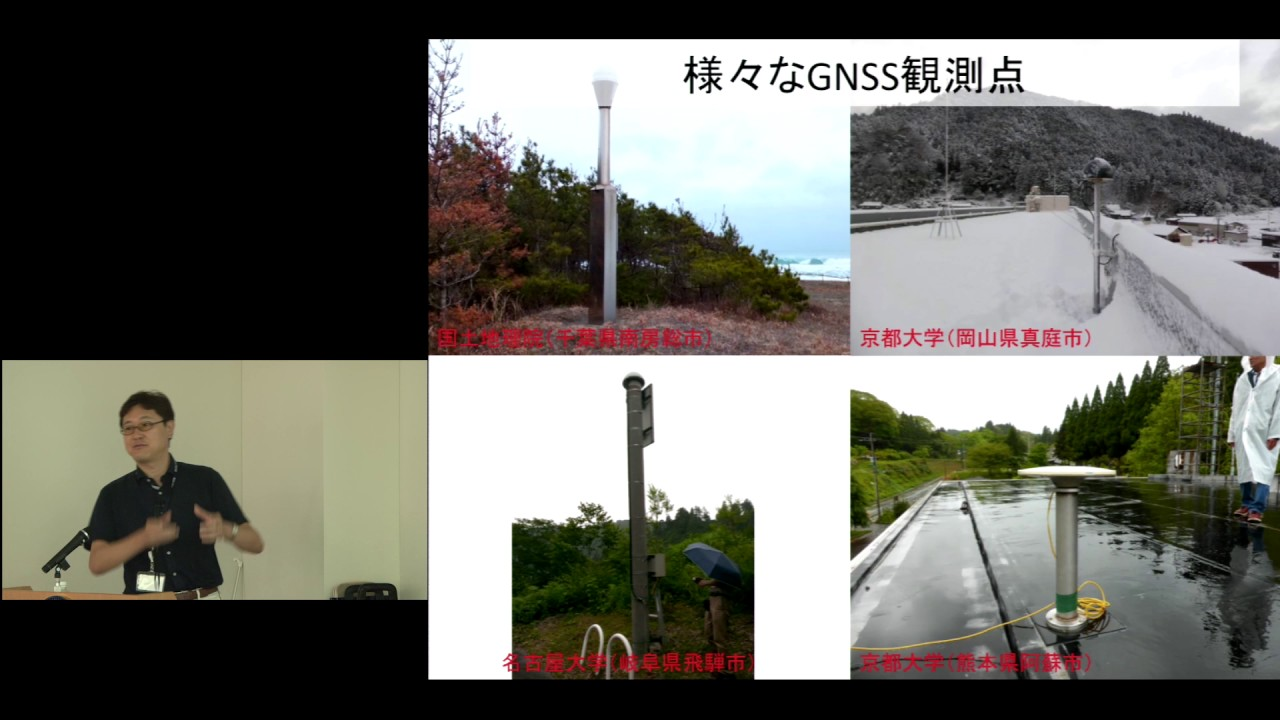 様々なGNSS観測点
国土地理院(千葉県南房総市)
京都大学(岡山県真庭市)
名古屋大学(岐阜県飛騨市)
京都大学(熊本県阿蘇市)